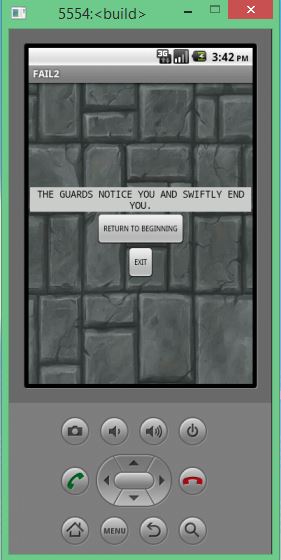 5554:<build>
3G 3:42 PM
FAIL2
THE GUARDS NOTICE YOU AND SWIFTLY END
YOU.
RETURN TO BEGINNING
EXIT
MENU